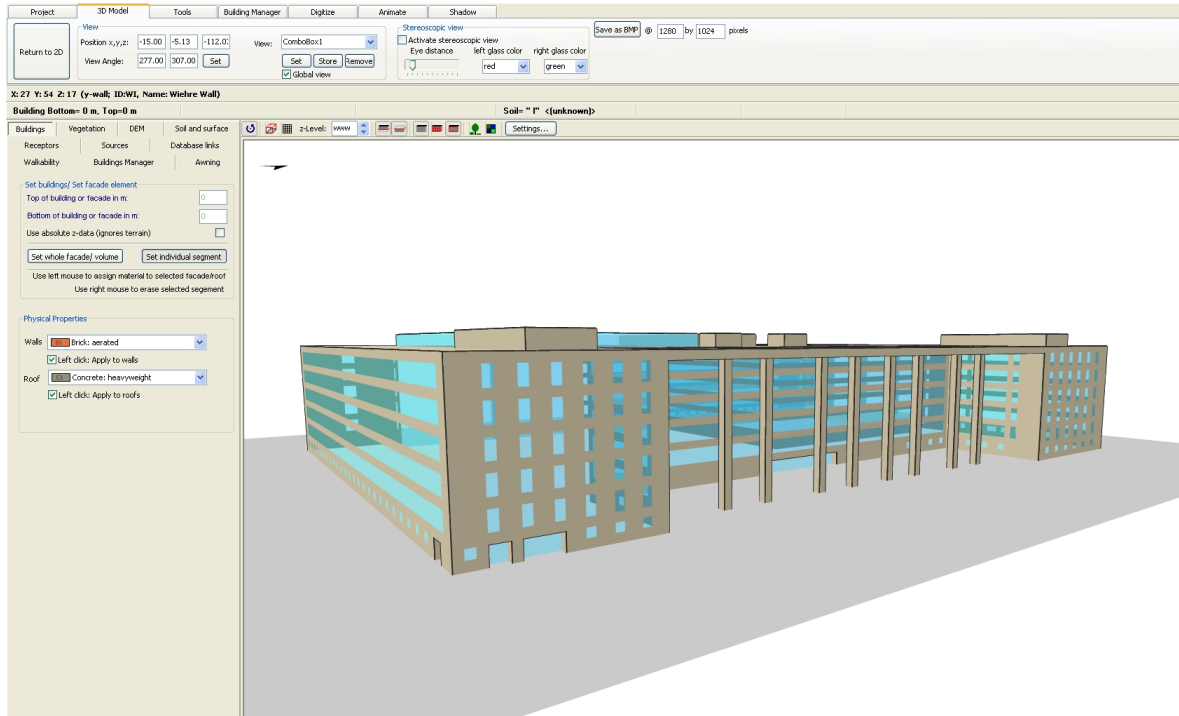 Project 3D Model Tools Building Manager Digitize Animate Shadow
View Stereoscopic view
Return to 2D Position x,y,z: -15.00 -5.13 View: ComboBox1 Activate stereoscopic view Save as BMP @ 1280 by 1024 pixels
Eye distance left glass color right glass color
View Angle: 277.00 307.00 Set Set Store Remove red green
Global view
X: 27 Y: 54 Z: 17 (y-wall; ID:WI, Name: Wiehre Wall)
Building Bottom= 0 m, Top=0 m Soil= " I" <(unknown)>
Buildings Vegetation DEM Soil and surface z-Level: Settings...
Receptors Sources Database links
Walkability Buildings Manager Awning
Set buildings/ Set facade element
Top of building or facade in m: 0
Bottom of building or facade in m: 0
Use absolute z-data (ignores terrain)
Set whole facade/ volume Set individual segment
Use left mouse to assign material to selected facade/roof
Use right mouse to erase selected segement
Physical Properties
Walls Brick: aerated
Left click: Apply to walls
Roof Concrete: heavyweight
Left click: Apply to roofs